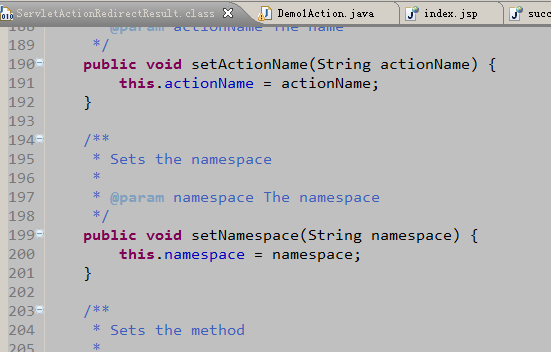 ServletActionRedirectResult.class Demo1Action.java index.jsp succ
188 * @param actionName The name
189 */
190 public void setActionName(String actionName) {
191 this.actionName = actionName;
192 }
193
194 /**
195 * Sets the namespace
196 *
197 * @param namespace The namespace
198 */
199 public void setNamespace(String namespace) {
200 this.namespace = namespace;
201 }
202
203 /**
204 * Sets the method
205 *